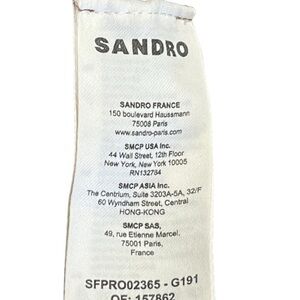 SANDRO
SANDRO FRANCE
150 boulevard Haussmann
75008 Paris
www.sandro-paris.com
SMCP USA Inc.
44 Wall Street, 12th Floor
New York, New York 10005
RN132784
SMCP ASIA Inc.
The Centrium, Suite 3203A-5A, 32/F
60 Wyndham Street, Central
HONG-KONG
SMCP SAS,
49, rue Etienne Marcel,
75001 Paris,
France
SFPRO02365 - G191
OF: 157862